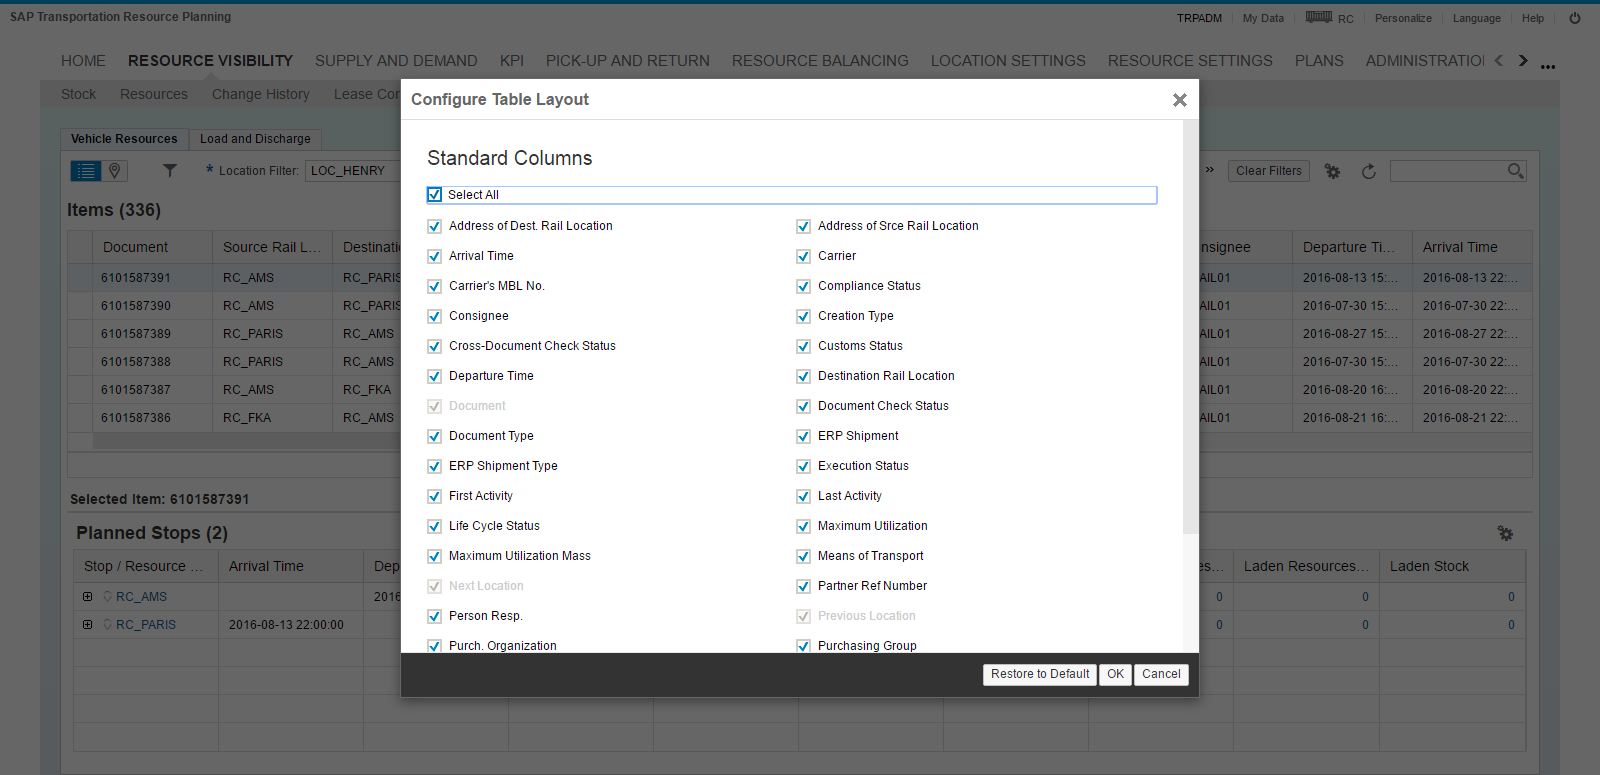 SAP Transportation Resource Planning
TRPADM My Data RC Personalize Language Help
HOME RESOURCE VISIBILITY SUPPLY AND DEMAND KPI PICK-UP AND RETURN RESOURCE BALANCING LOCATION SETTINGS RESOURCE SETTINGS PLANS ADMINISTRATIO
Stock Resources Change History Lease Cor
Vehicle Resources Load and Discharge
* Location Filter: LOC_HENRY » Clear Filters
Items (336)
Document Source Rail L... Destinatio nsignee Departure Ti... Arrival Time
6101587391 RC_AMS RC_PARIS AIL01 2016-08-13 15:... 2016-08-13 22:...
6101587390 RC_AMS RC_PARIS AIL01 2016-07-30 15:... 2016-07-30 22:...
6101587389 RC_PARIS RC_AMS AIL01 2016-08-27 15:... 2016-08-27 22:...
6101587388 RC_PARIS RC_AMS AIL01 2016-07-30 15:... 2016-07-30 22:...
6101587387 RC_AMS RC_FKA AIL01 2016-08-20 16:... 2016-08-20 22:...
6101587386 RC_FKA RC_AMS AIL01 2016-08-21 16:... 2016-08-21 22:...
Selected Item: 6101587391
Planned Stops (2)
Stop / Resource ... Arrival Time Dep es... Laden Resources... Laden Stock
RC_AMS 2016 0 0 0
RC_PARIS 2016-08-13 22:00:00 0 0 0
Configure Table Layout
Standard Columns
Select All
Address of Dest. Rail Location Address of Srce Rail Location
Arrival Time Carrier
Carrier's MBL No. Compliance Status
Consignee Creation Type
Cross-Document Check Status Customs Status
Departure Time Destination Rail Location
Document Document Check Status
Document Type ERP Shipment
ERP Shipment Type Execution Status
First Activity Last Activity
Life Cycle Status Maximum Utilization
Maximum Utilization Mass Means of Transport
Next Location Partner Ref Number
Person Resp. Previous Location
Purch. Organization Purchasing Group
Restore to Default OK Cancel